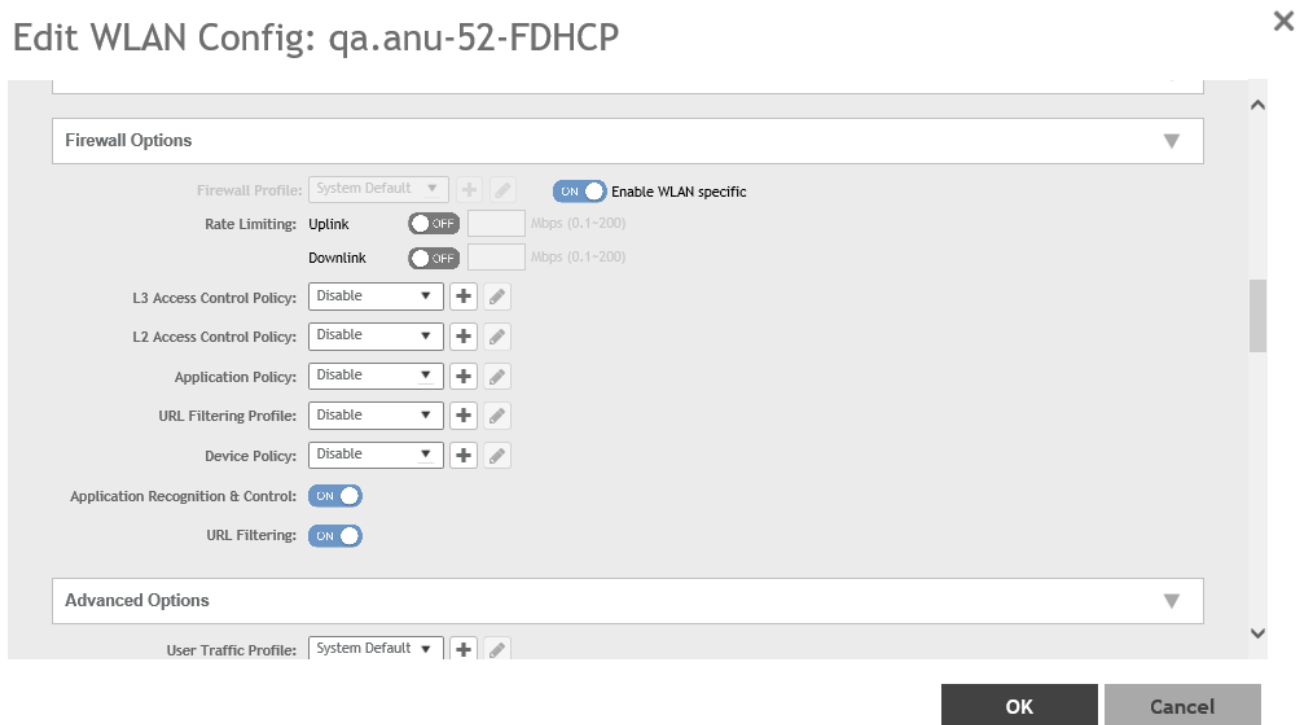 Edit WLAN Config: qa.anu-52-FDHCP
Firewall Options
Firewall Profile: System Default ON Enable WLAN specific
Rate Limiting: Uplink OFF Mbps (0.1~200)
Downlink OFF Mbps (0.1~200)
L3 Access Control Policy: Disable
L2 Access Control Policy: Disable
Application Policy: Disable
URL Filtering Profile: Disable
Device Policy: Disable
Application Recognition & Control: ON
URL Filtering: ON
Advanced Options
User Traffic Profile: System Default
OK Cancel